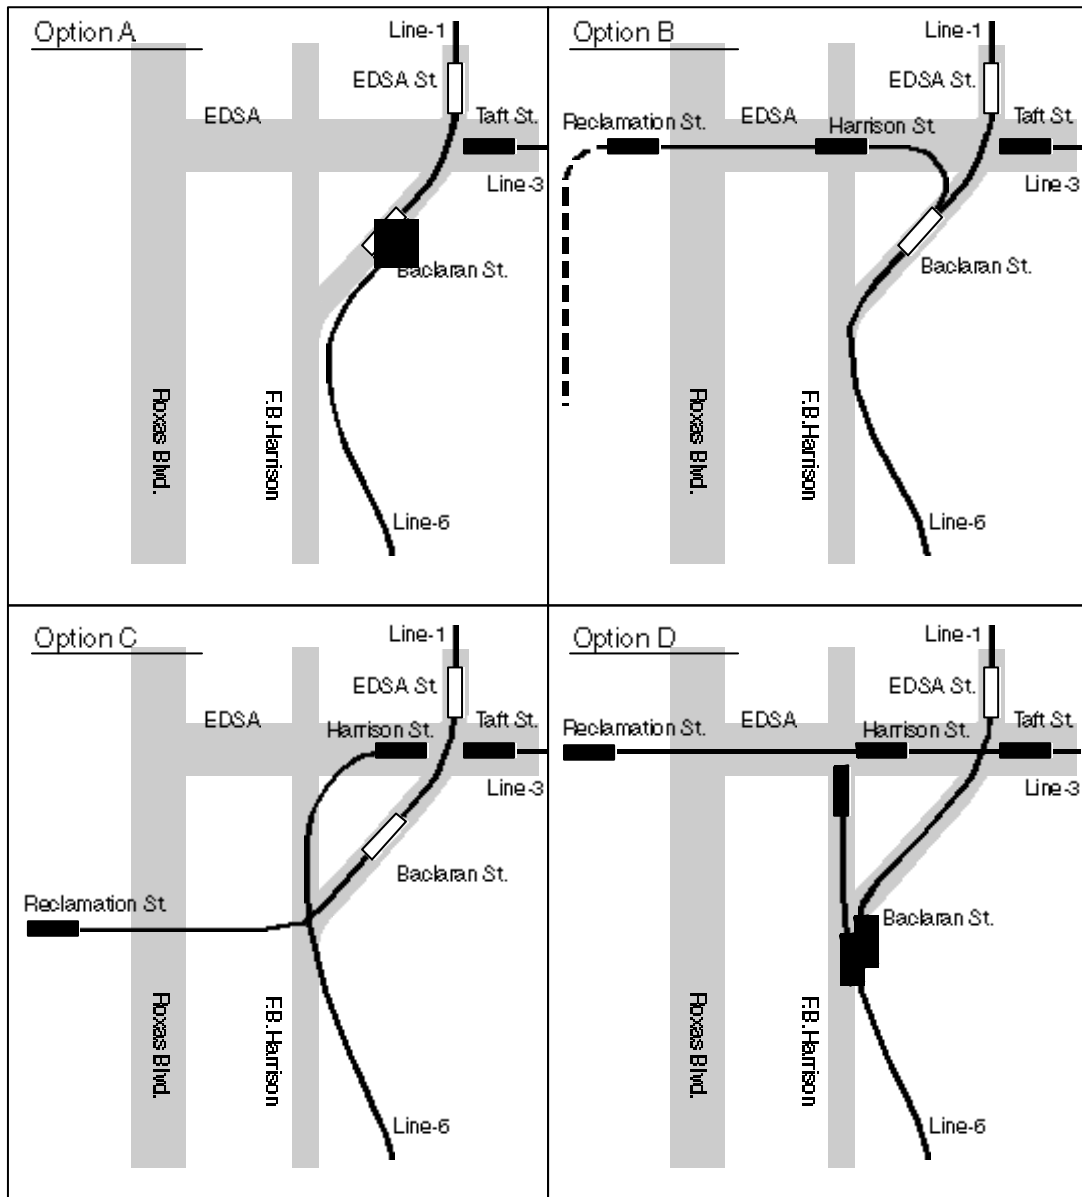 Option A
Line-1
EDSA St.
EDSA
Taft St.
Line-3
Baclaran St.
Roxas Blvd.
F.B.Harrison
Line-6
Option B
Line-1
EDSA St.
Reclamation St.
EDSA
Harrison St.
Taft St.
Line-3
Baclaran St.
Roxas Blvd.
F.B.Harrison
Line-6
Option C
Line-1
EDSA St.
EDSA
Harrison St.
Taft St.
Line-3
Baclaran St.
Reclamation St.
Roxas Blvd.
F.B.Harrison
Line-6
Option D
Line-1
EDSA St.
Reclamation St.
EDSA
Harrison St.
Taft St.
Line-3
Baclaran St.
Roxas Blvd.
F.B.Harrison
Line-6